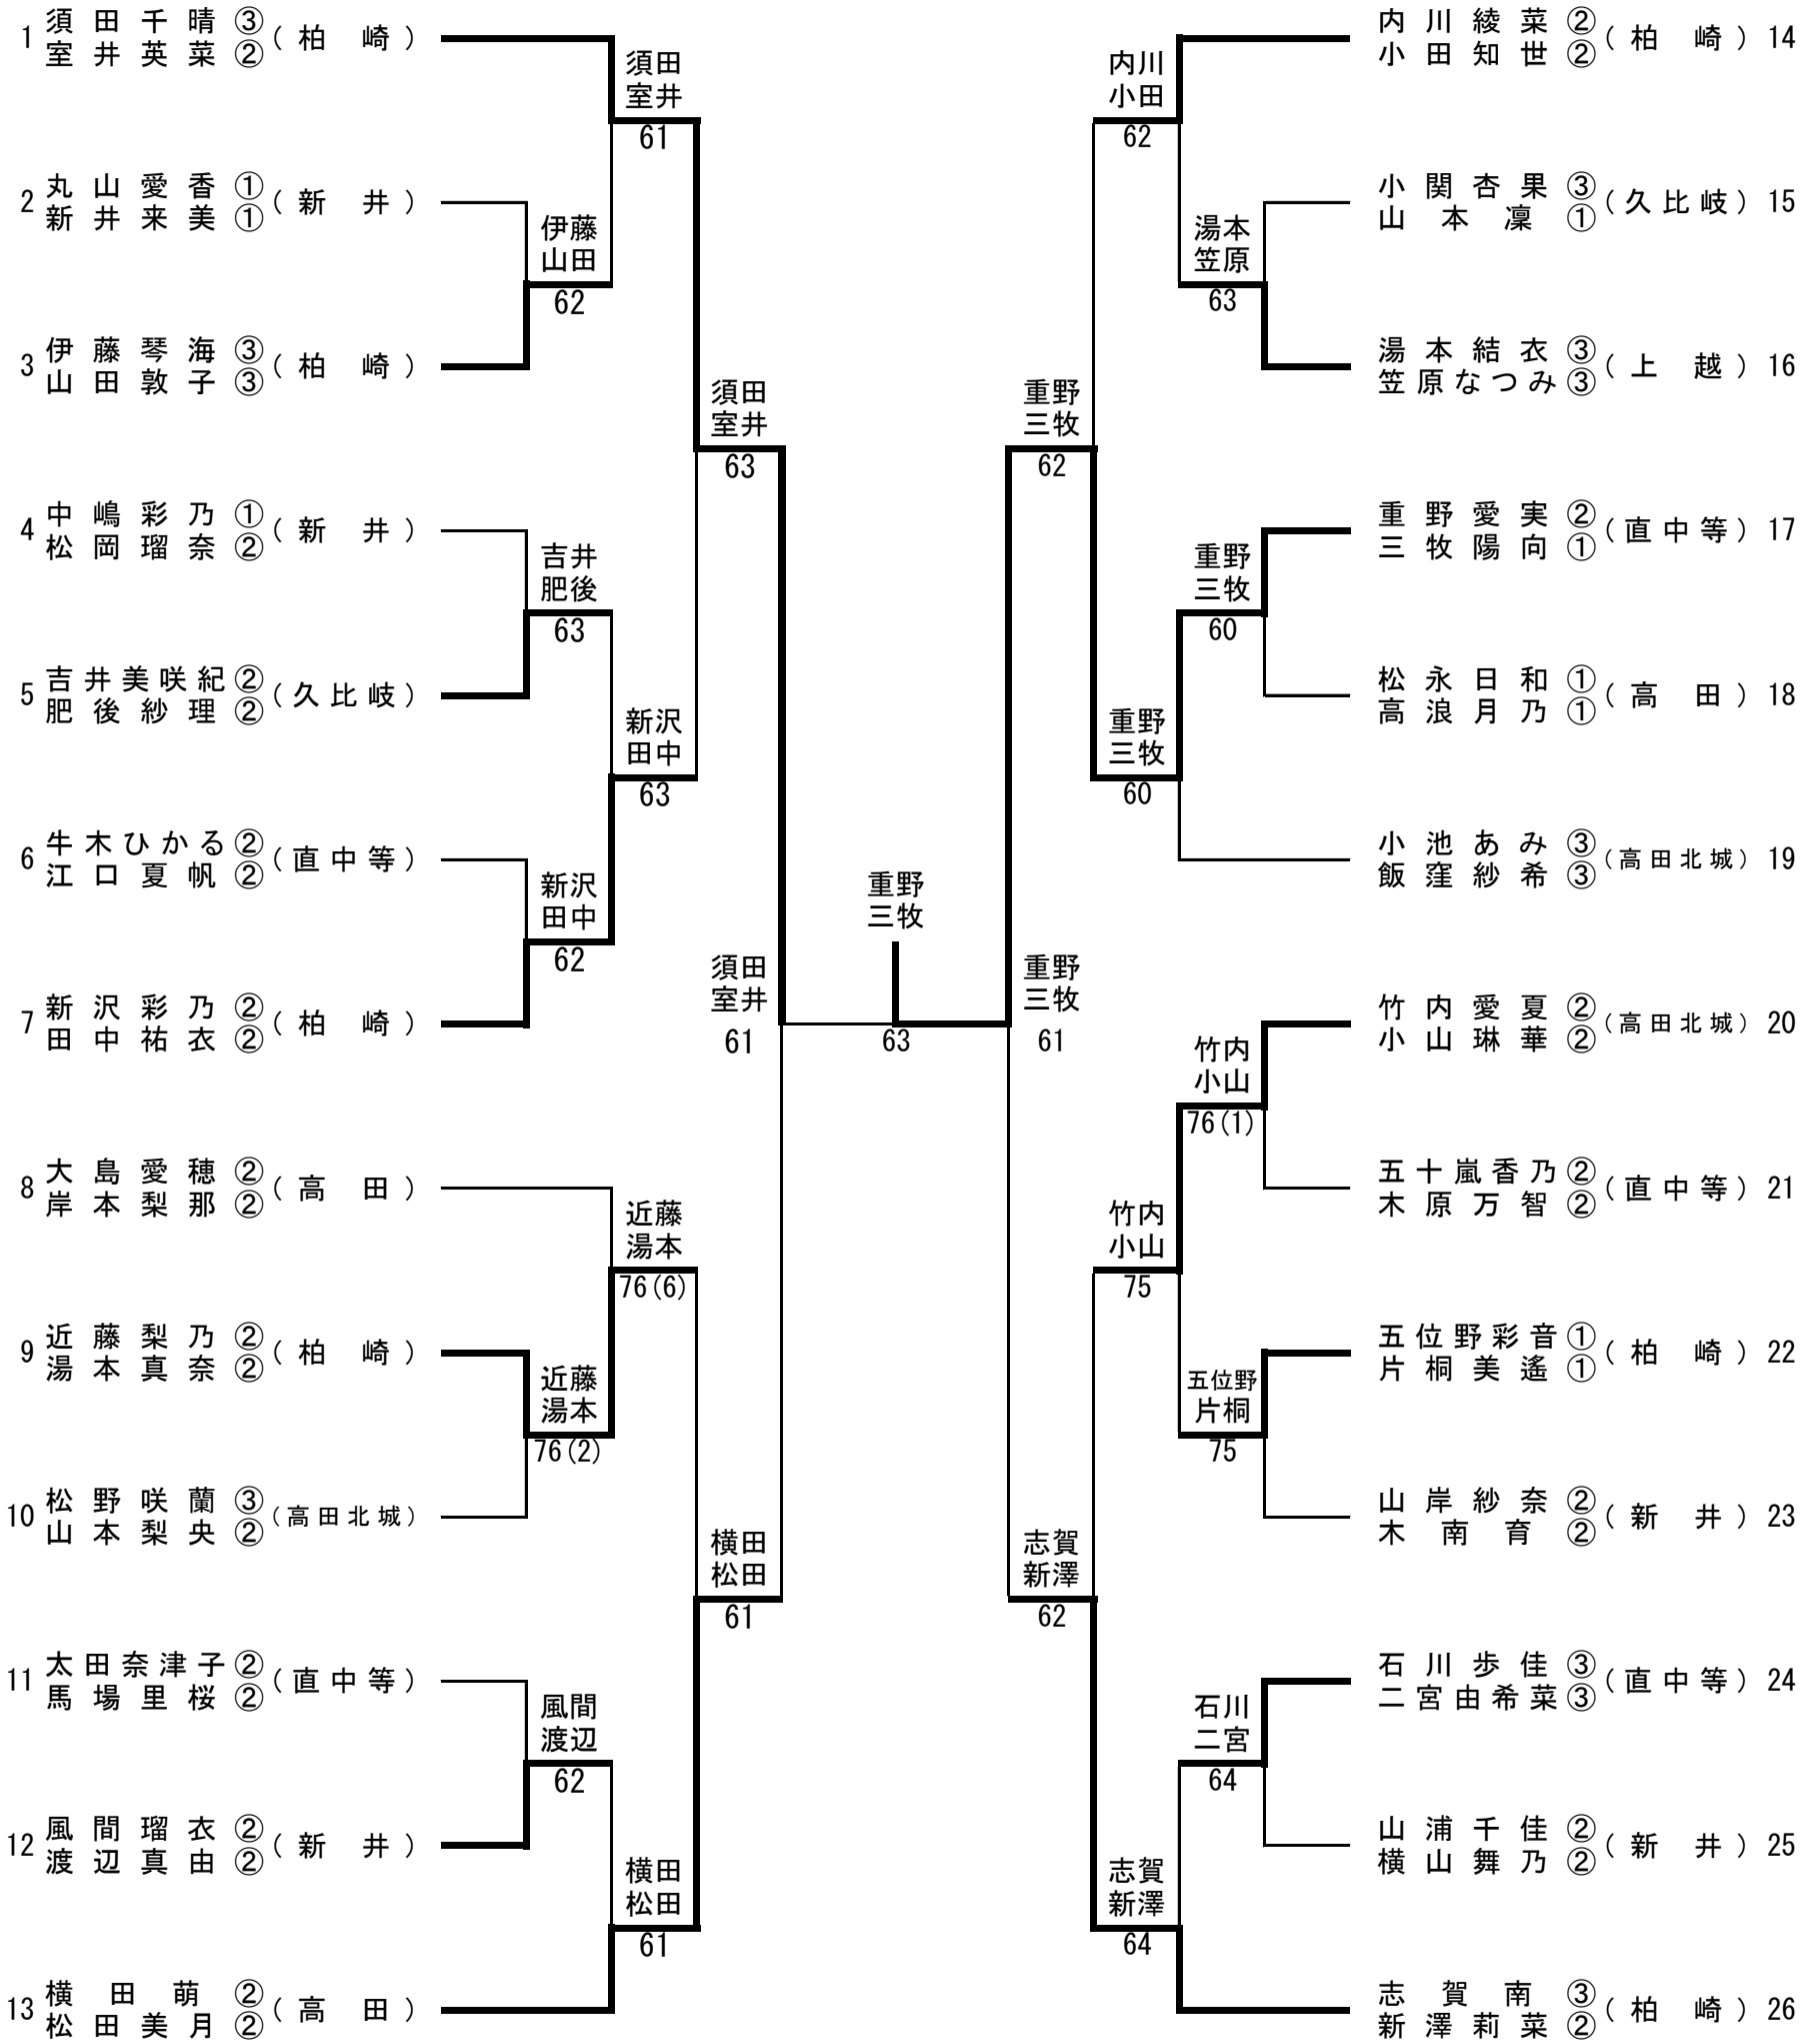 1 須田千晴③(柏崎)
室井英菜②
2 丸山愛香①(新井)
新井来美①
3 伊藤琴海③(柏崎)
山田敦子③
4 中嶋彩乃①(新井)
松岡瑠奈②
5 吉井美咲紀②(久比岐)
肥後紗理②
6 牛木ひかる②(直中等)
江口夏帆②
7 新沢彩乃②(柏崎)
田中祐衣②
8 大島愛穂②(高田)
岸本梨那②
9 近藤梨乃②(柏崎)
湯本真奈②
10 松野咲蘭③(高田北城)
山本梨央②
11 太田奈津子②(直中等)
馬場里桜②
12 風間瑠衣②(新井)
渡辺真由②
13 横田萌②(高田)
松田美月②
伊藤
山田
62
吉井
肥後
63
新沢
田中
62
近藤
湯本
76(2)
風間
渡辺
62
須田
室井
61
新沢
田中
63
近藤
湯本
76(6)
横田
松田
61
須田
室井
63
横田
松田
61
須田
室井
61
重野
三牧
63
重野
三牧
61
重野
三牧
62
志賀
新澤
62
内川
小田
62
重野
三牧
60
竹内
小山
75
志賀
新澤
64
湯本
笠原
63
重野
三牧
60
竹内
小山
76(1)
五位野
片桐
75
石川
二宮
64
内川綾菜②(柏崎) 14
小田知世②
小関杏果③(久比岐) 15
山本凜①
湯本結衣③(上越) 16
笠原なつみ③
重野愛実②(直中等) 17
三牧陽向①
松永日和①(高田) 18
高浪月乃①
小池あみ③(高田北城) 19
飯窪紗希③
竹内愛夏②(高田北城) 20
小山琳華②
五十嵐香乃②(直中等) 21
木原万智②
五位野彩音①(柏崎) 22
片桐美遙①
山岸紗奈②(新井) 23
木南育②
石川歩佳③(直中等) 24
二宮由希菜③
山浦千佳②(新井) 25
横山舞乃②
志賀南③(柏崎) 26
新澤莉菜②